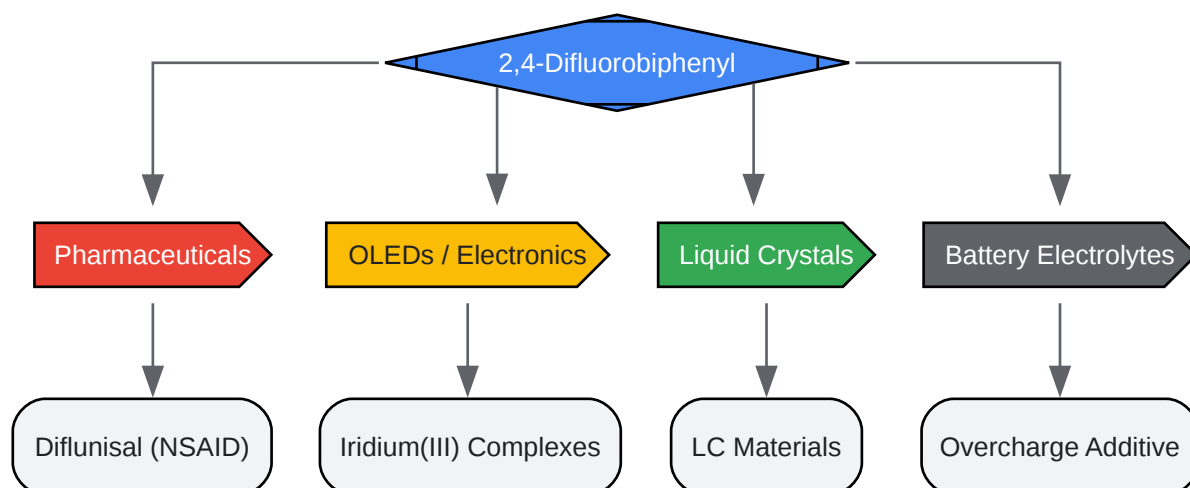 2,4-Difluorobiphenyl
Pharmaceuticals
OLEDs / Electronics
Liquid Crystals
Battery Electrolytes
Diflunisal (NSAID)
Iridium(III) Complexes
LC Materials
Overcharge Additive